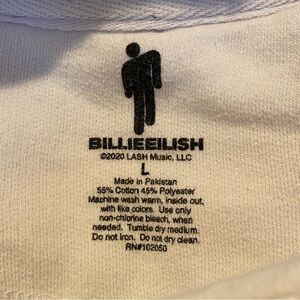 BILLIEEILISH
©2020 LASH Music, LLC
L
Made in Pakistan
55% Cotton 45% Polyester
Machine wash warm, inside out,
with like colors. Use only
non-chlorine bleach, when
needed. Tumble dry medium.
Do not iron. Do not dry clean.
RN#102050